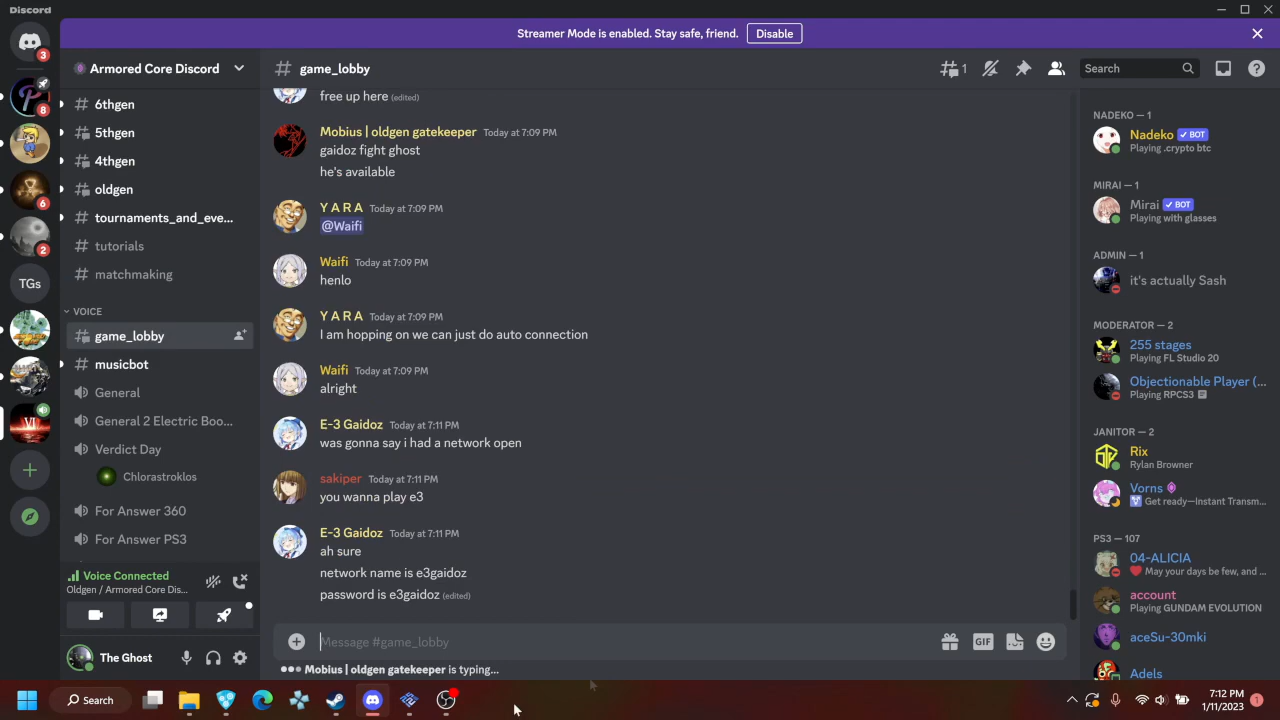 Discord
Streamer Mode is enabled. Stay safe, friend.
Disable
3
8
6
2
TGs
VI
Armored Core Discord
6thgen
5thgen
4thgen
oldgen
tournaments_and_eve...
tutorials
matchmaking
VOICE
game_lobby
musicbot
General
General 2 Electric Boo...
Verdict Day
Chlorastroklos
For Answer 360
For Answer PS3
Voice Connected
Oldgen / Armored Core Dis...
The Ghost
game_lobby
1
Search
free up here (edited)
Mobius | oldgen gatekeeper Today at 7:09 PM
gaidoz fight ghost
he's available
Y A R A Today at 7:09 PM
@Waifi
Waifi Today at 7:09 PM
henlo
Y A R A Today at 7:09 PM
I am hopping on we can just do auto connection
Waifi Today at 7:09 PM
alright
E-3 Gaidoz Today at 7:11 PM
was gonna say i had a network open
sakiper Today at 7:11 PM
you wanna play e3
E-3 Gaidoz Today at 7:11 PM
ah sure
network name is e3gaidoz
password is e3gaidoz (edited)
Message #game_lobby
GIF
Mobius | oldgen gatekeeper is typing...
NADEKO — 1
Nadeko BOT
Playing .crypto btc
MIRAI — 1
Mirai BOT
Playing with glasses
ADMIN — 1
it's actually Sash
MODERATOR — 2
255 stages
Playing FL Studio 20
Objectionable Player (...
Playing RPCS3
JANITOR — 2
Rix
Rylan Browner
Vorns
Get ready—Instant Transm...
PS3 — 107
04-ALICIA
May your days be few, and ...
account
Playing GUNDAM EVOLUTION
aceSu-30mki
Adels
Search
7:12 PM
1/11/2023
1